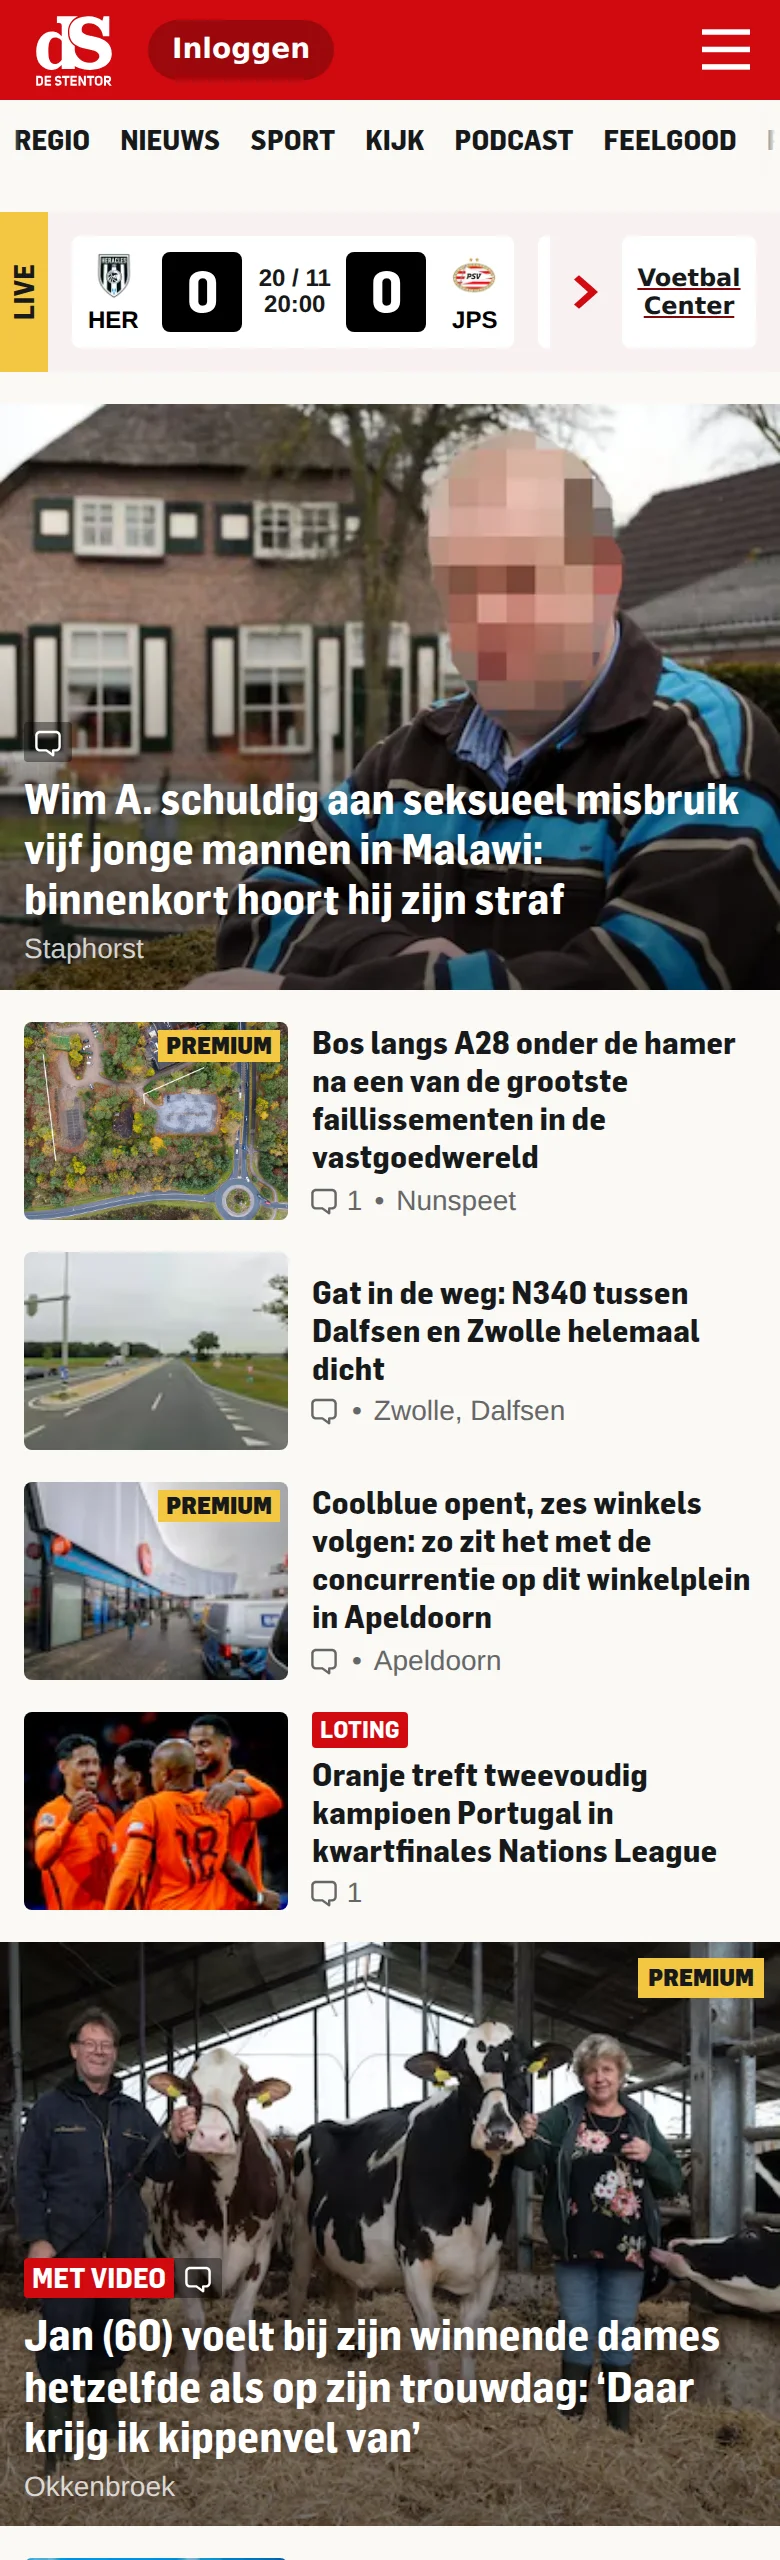 dS
DE STENTOR
Inloggen
REGIO NIEUWS SPORT KIJK PODCAST FEELGOOD
LIVE
HERACLES
HER
0
20 / 11
20:00
0
PSV
JPS
Voetbal
Center
Wim A. schuldig aan seksueel misbruik
vijf jonge mannen in Malawi:
binnenkort hoort hij zijn straf
Staphorst
PREMIUM
Bos langs A28 onder de hamer
na een van de grootste
faillissementen in de
vastgoedwereld
1 • Nunspeet
Gat in de weg: N340 tussen
Dalfsen en Zwolle helemaal
dicht
• Zwolle, Dalfsen
PREMIUM
Coolblue opent, zes winkels
volgen: zo zit het met de
concurrentie op dit winkelplein
in Apeldoorn
• Apeldoorn
18
LOTING
Oranje treft tweevoudig
kampioen Portugal in
kwartfinales Nations League
1
PREMIUM
MET VIDEO
Jan (60) voelt bij zijn winnende dames
hetzelfde als op zijn trouwdag: ‘Daar
krijg ik kippenvel van’
Okkenbroek